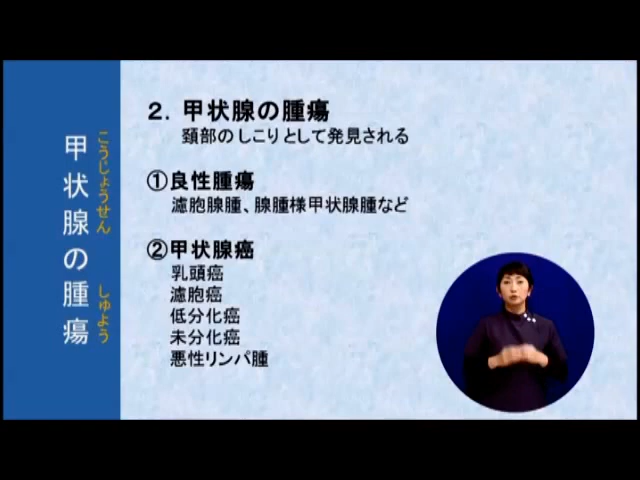 甲状腺の腫瘍
こうじょうせん
しゅよう
2．甲状腺の腫瘍
頚部のしこりとして発見される
①良性腫瘍
濾胞腺腫、腺腫様甲状腺腫など
②甲状腺癌
乳頭癌
濾胞癌
低分化癌
未分化癌
悪性リンパ腫